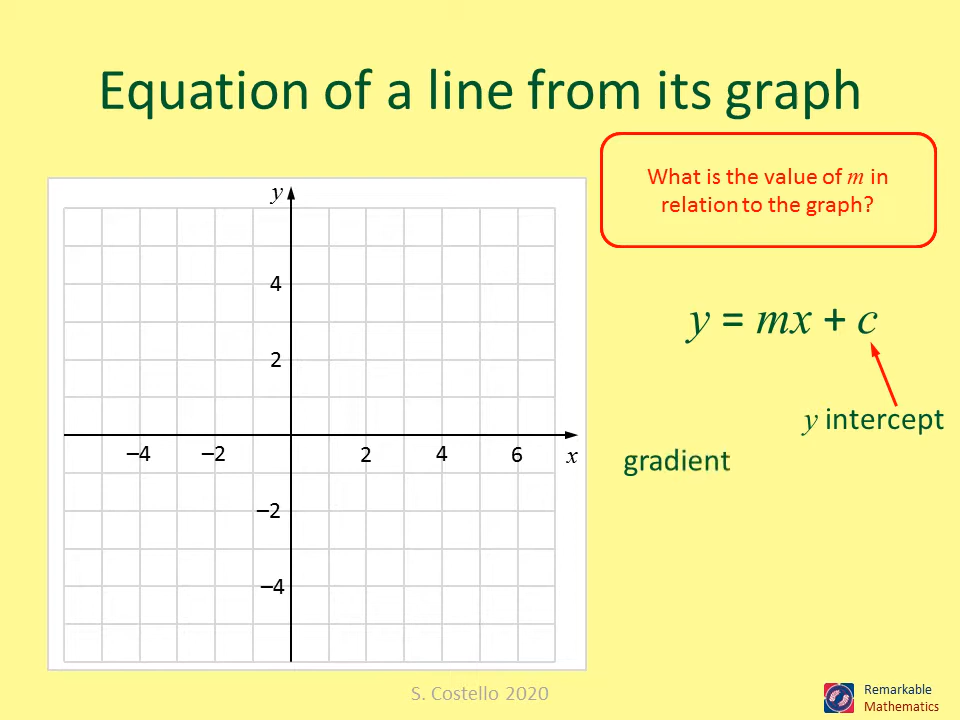 Equation of a line from its graph
What is the value of m in
relation to the graph?
y
4
2
–4 –2 2 4 6 x
–2
–4
y = mx + c
y intercept
gradient
S. Costello 2020
Remarkable
Mathematics